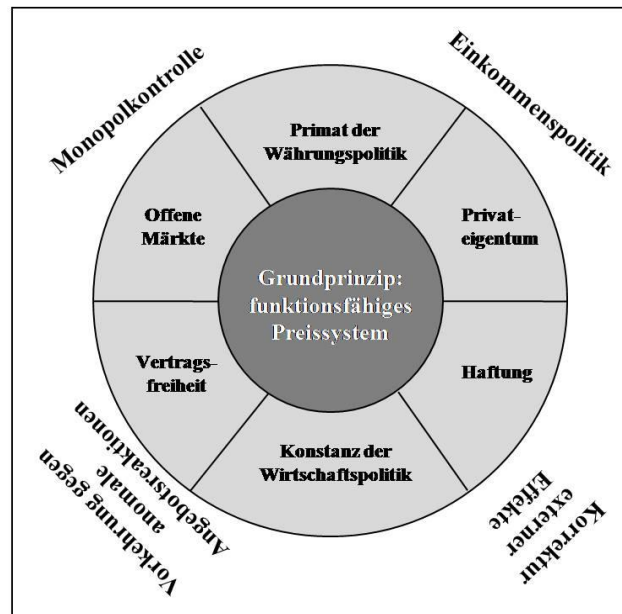 Monopolkontrolle
Einkommenspolitik
Primat der
Währungspolitik
Offene
Märkte
Privat-
eigentum
Grundprinzip:
funktionsfähiges
Preissystem
Vertrags-
freiheit
Haftung
Konstanz der
Wirtschaftspolitik
Vorkehrung gegen
anomale
Angebotsreaktionen
Korrektur
externer
Effekte